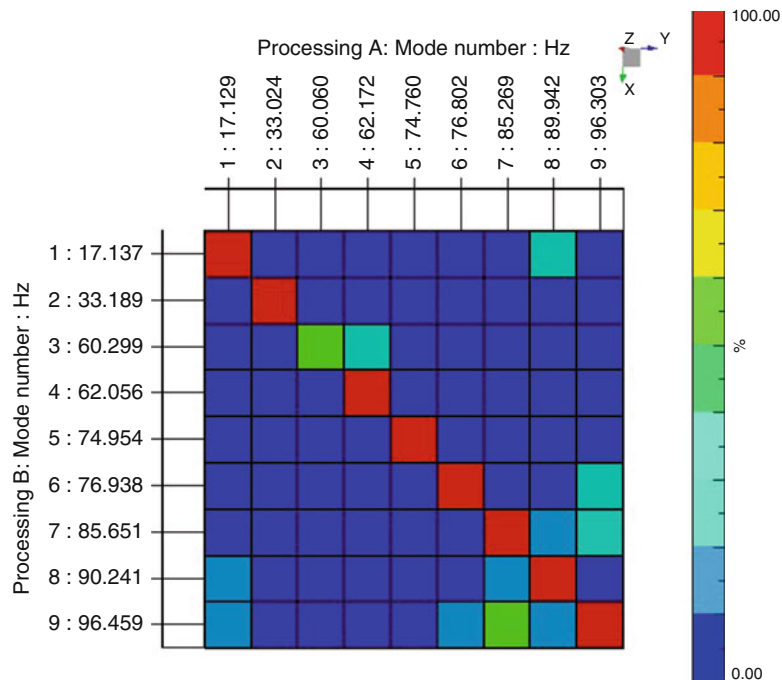 Processing A: Mode number : Hz
1 : 17.129
2 : 33.024
3 : 60.060
4 : 62.172
5 : 74.760
6 : 76.802
7 : 85.269
8 : 89.942
9 : 96.303
Z
Y
X
100.00
%
0.00
Processing B: Mode number : Hz
1 : 17.137
2 : 33.189
3 : 60.299
4 : 62.056
5 : 74.954
6 : 76.938
7 : 85.651
8 : 90.241
9 : 96.459